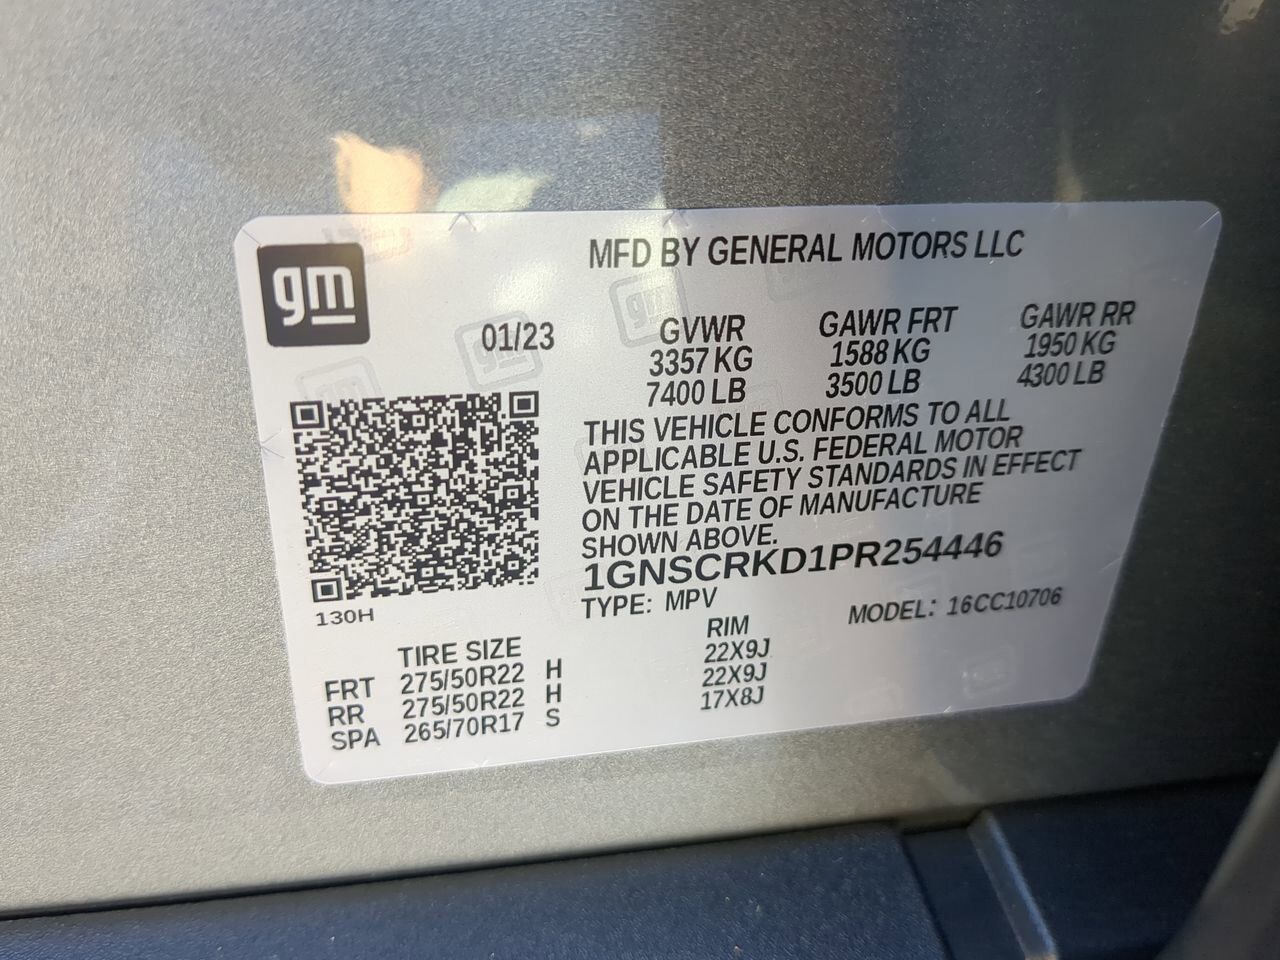 gm
MFD BY GENERAL MOTORS LLC
01/23
GVWR GAWR FRT GAWR RR
3357 KG 1588 KG 1950 KG
7400 LB 3500 LB 4300 LB
THIS VEHICLE CONFORMS TO ALL
APPLICABLE U.S. FEDERAL MOTOR
VEHICLE SAFETY STANDARDS IN EFFECT
ON THE DATE OF MANUFACTURE
SHOWN ABOVE.
1GNSCRKD1PR254446
TYPE: MPV MODEL: 16CC10706
130H
TIRE SIZE RIM
FRT 275/50R22 H 22X9J
RR 275/50R22 H 22X9J
SPA 265/70R17 S 17X8J